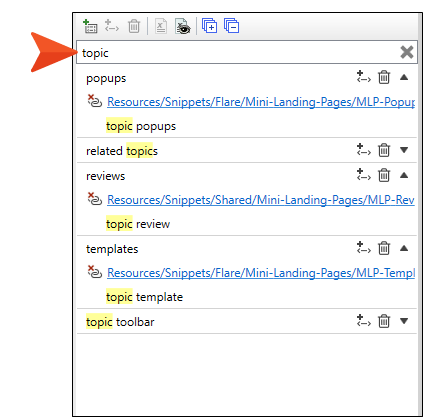 topic
popups
Resources/Snippets/Flare/Mini-Landing-Pages/MLP-Popup
topic popups
related topics
reviews
Resources/Snippets/Shared/Mini-Landing-Pages/MLP-Rev
topic review
templates
Resources/Snippets/Flare/Mini-Landing-Pages/MLP-Templ
topic template
topic toolbar